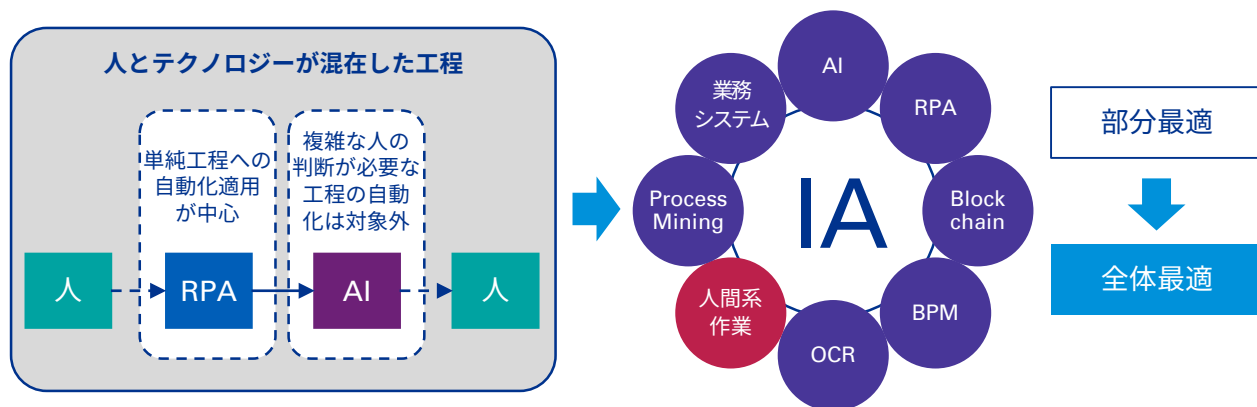 人とテクノロジーが混在した工程
単純工程への
自動化適用
が中心
複雑な人の
判断が必要な
工程の自動
化は対象外
人
RPA
AI
人
AI
RPA
Block
chain
BPM
OCR
人間系
作業
Process
Mining
業務
システム
IA
部分最適
全体最適